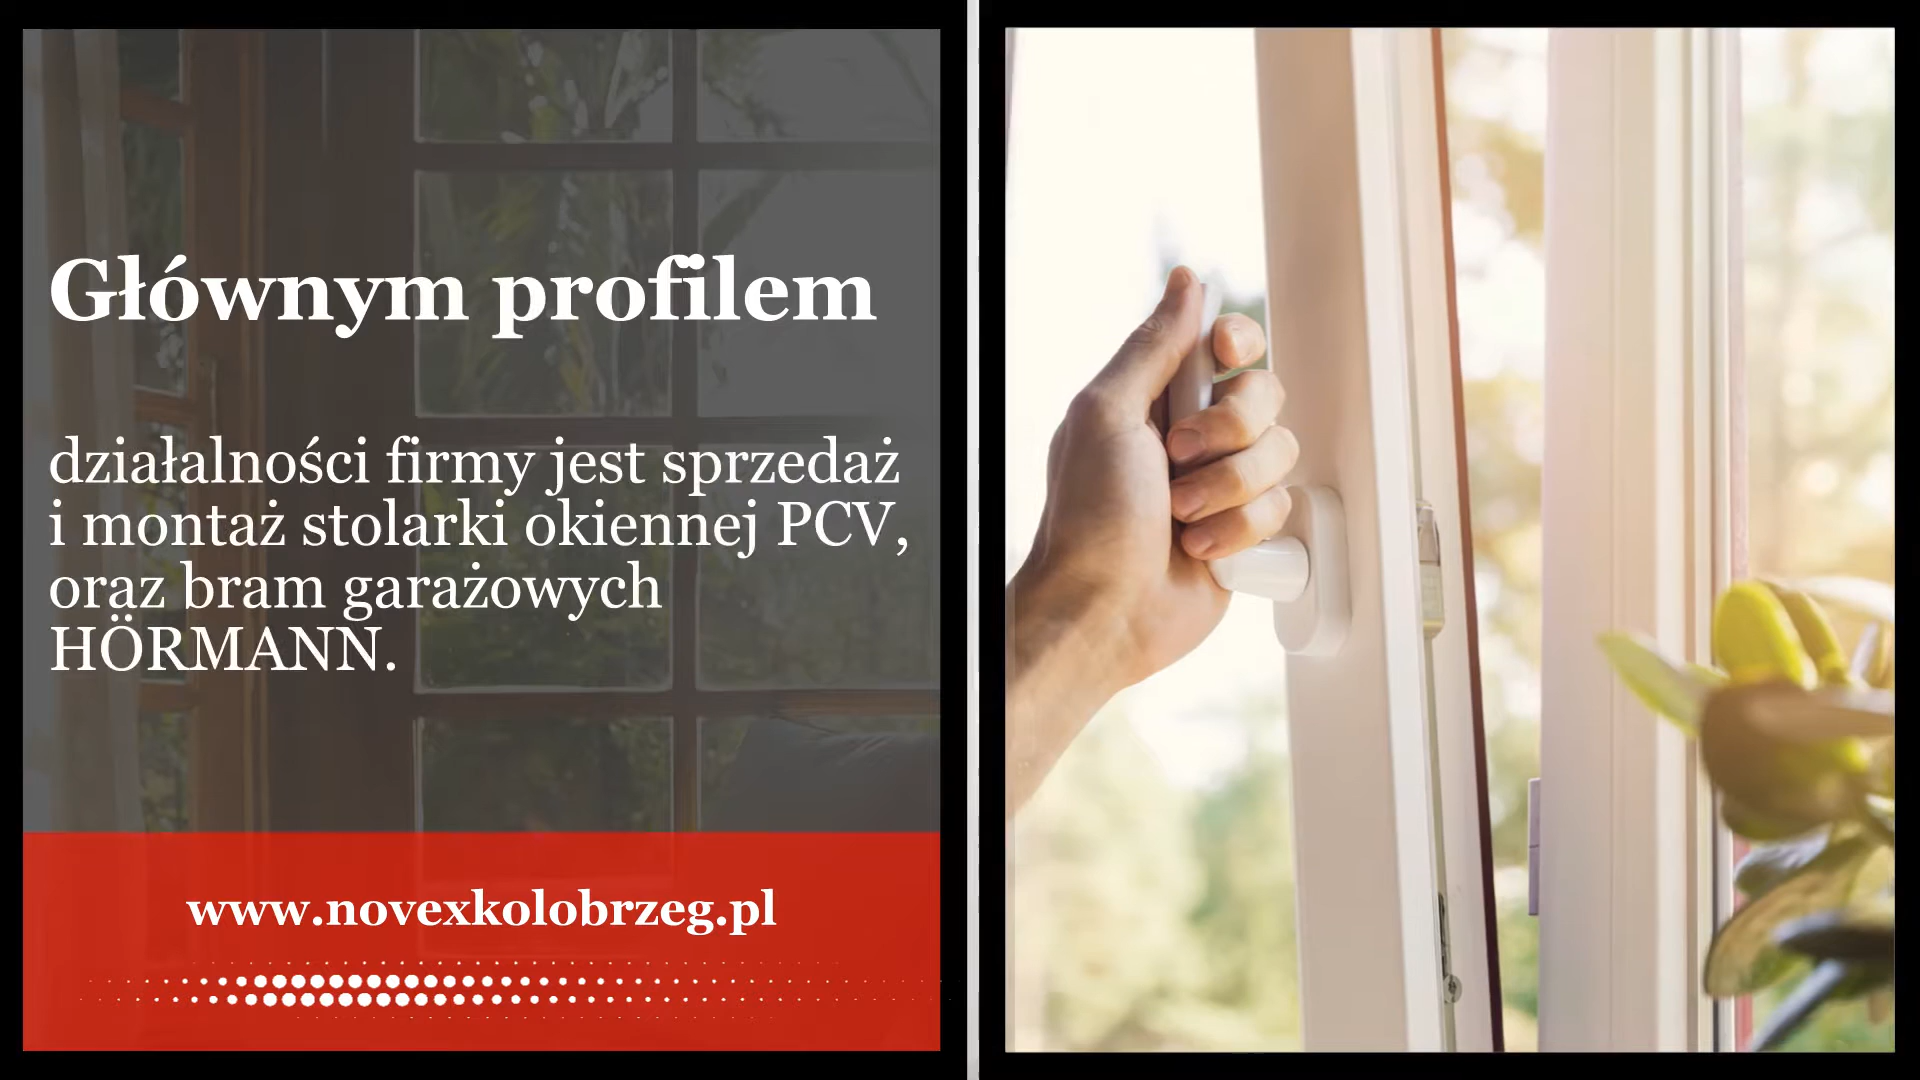 Głównym profilem
działalności firmy jest sprzedaż
i montaż stolarki okiennej PCV,
oraz bram garażowych
HÖRMANN.
www.novexkolobrzeg.pl